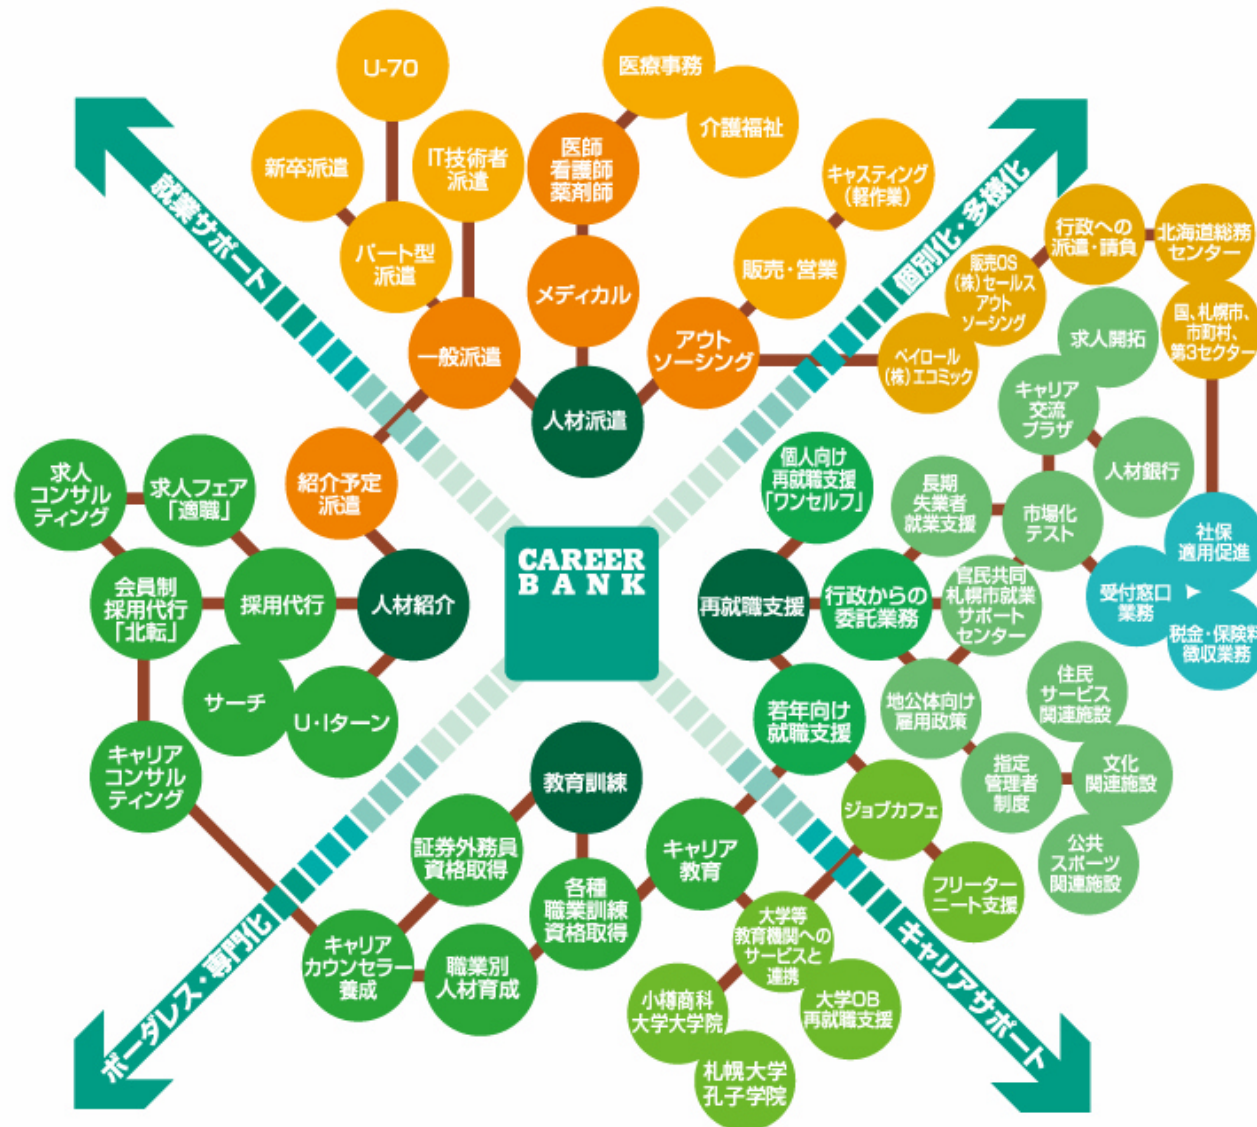 U-70
新卒派遣
IT技術者
派遣
パート型
派遣
一般派遣
医療事務
介護福祉
医師
看護師
薬剤師
メディカル
人材派遣
キャスティング
(軽作業)
販売・営業
アウト
ソーシング
ペイロール
(株)エコミック
販売OS
(株)セールス
アウト
ソーシング
行政への
派遣・請負
北海道総務
センター
国、札幌市、
市町村、
第3セクター
就業サポート
個別化・多様化
紹介予定
派遣
求人
コンサル
ティング
求人フェア
「適職」
会員制
採用代行
「北転」
採用代行
人材紹介
サーチ
U・Iターン
キャリア
コンサル
ティング
CAREER
BANK
個人向け
再就職支援
「ワンセルフ」
再就職支援
行政からの
委託業務
若年向け
就職支援
長期
失業者
就業支援
市場化
テスト
キャリア
交流
プラザ
求人開拓
人材銀行
官民共同
札幌市就業
サポート
センター
社保
適用促進
受付窓口
業務
税金・保険料
徴収業務
地公体向け
雇用政策
指定
管理者
制度
住民
サービス
関連施設
文化
関連施設
公共
スポーツ
関連施設
教育訓練
証券外務員
資格取得
各種
職業訓練
資格取得
キャリア
カウンセラー
養成
職業別
人材育成
キャリア
教育
ジョブカフェ
フリーター
ニート支援
大学等
教育機関への
サービスと
連携
小樽商科
大学大学院
大学OB
再就職支援
札幌大学
孔子学院
ボーダレス・専門化
キャリアサポート